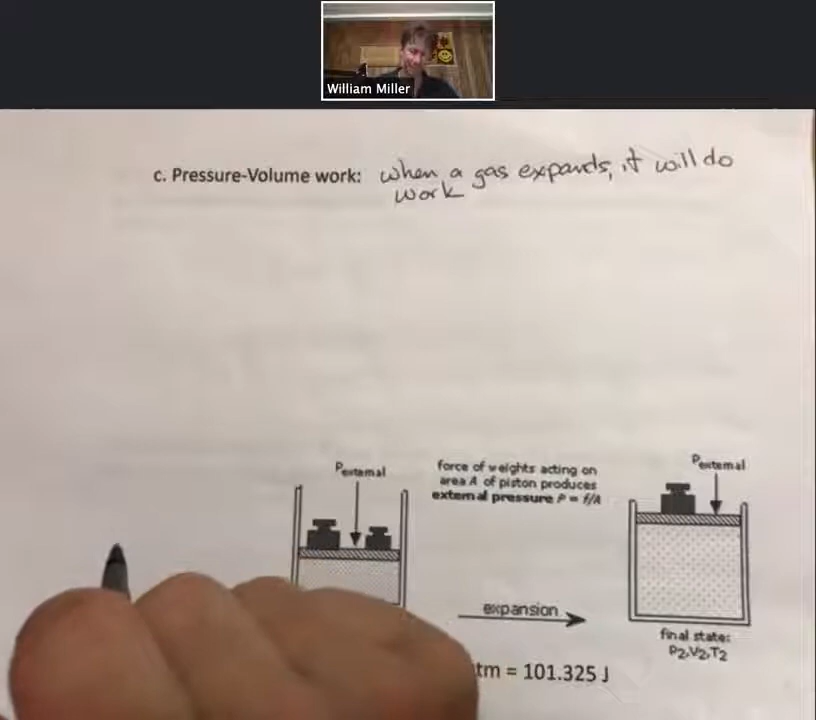 William Miller
c. Pressure-Volume work: when a gas expands, it will do
work
Pexternal
force of weights acting on
area A of piston produces
external pressure P = f/A
Pexternal
expansion
final state:
P2,V2,T2
tm = 101.325 J